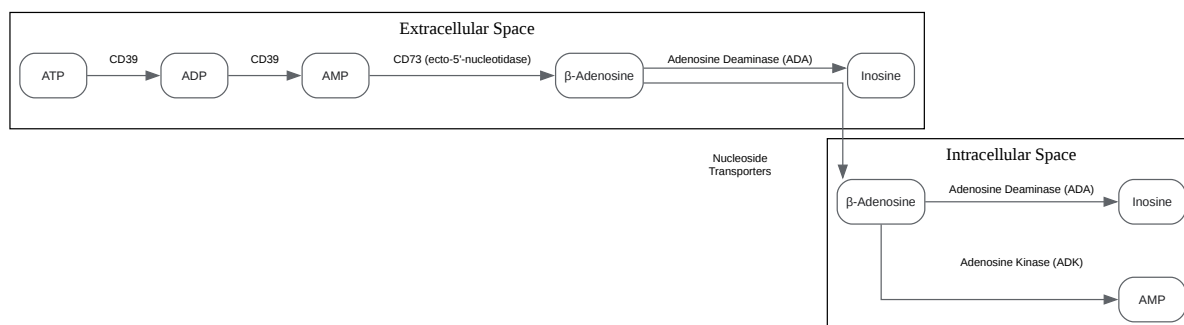 Extracellular Space
CD39
CD39
CD73 (ecto-5'-nucleotidase)
Adenosine Deaminase (ADA)
ATP
ADP
AMP
β-Adenosine
Inosine
Nucleoside
Transporters
Intracellular Space
Adenosine Deaminase (ADA)
β-Adenosine
Inosine
Adenosine Kinase (ADK)
AMP